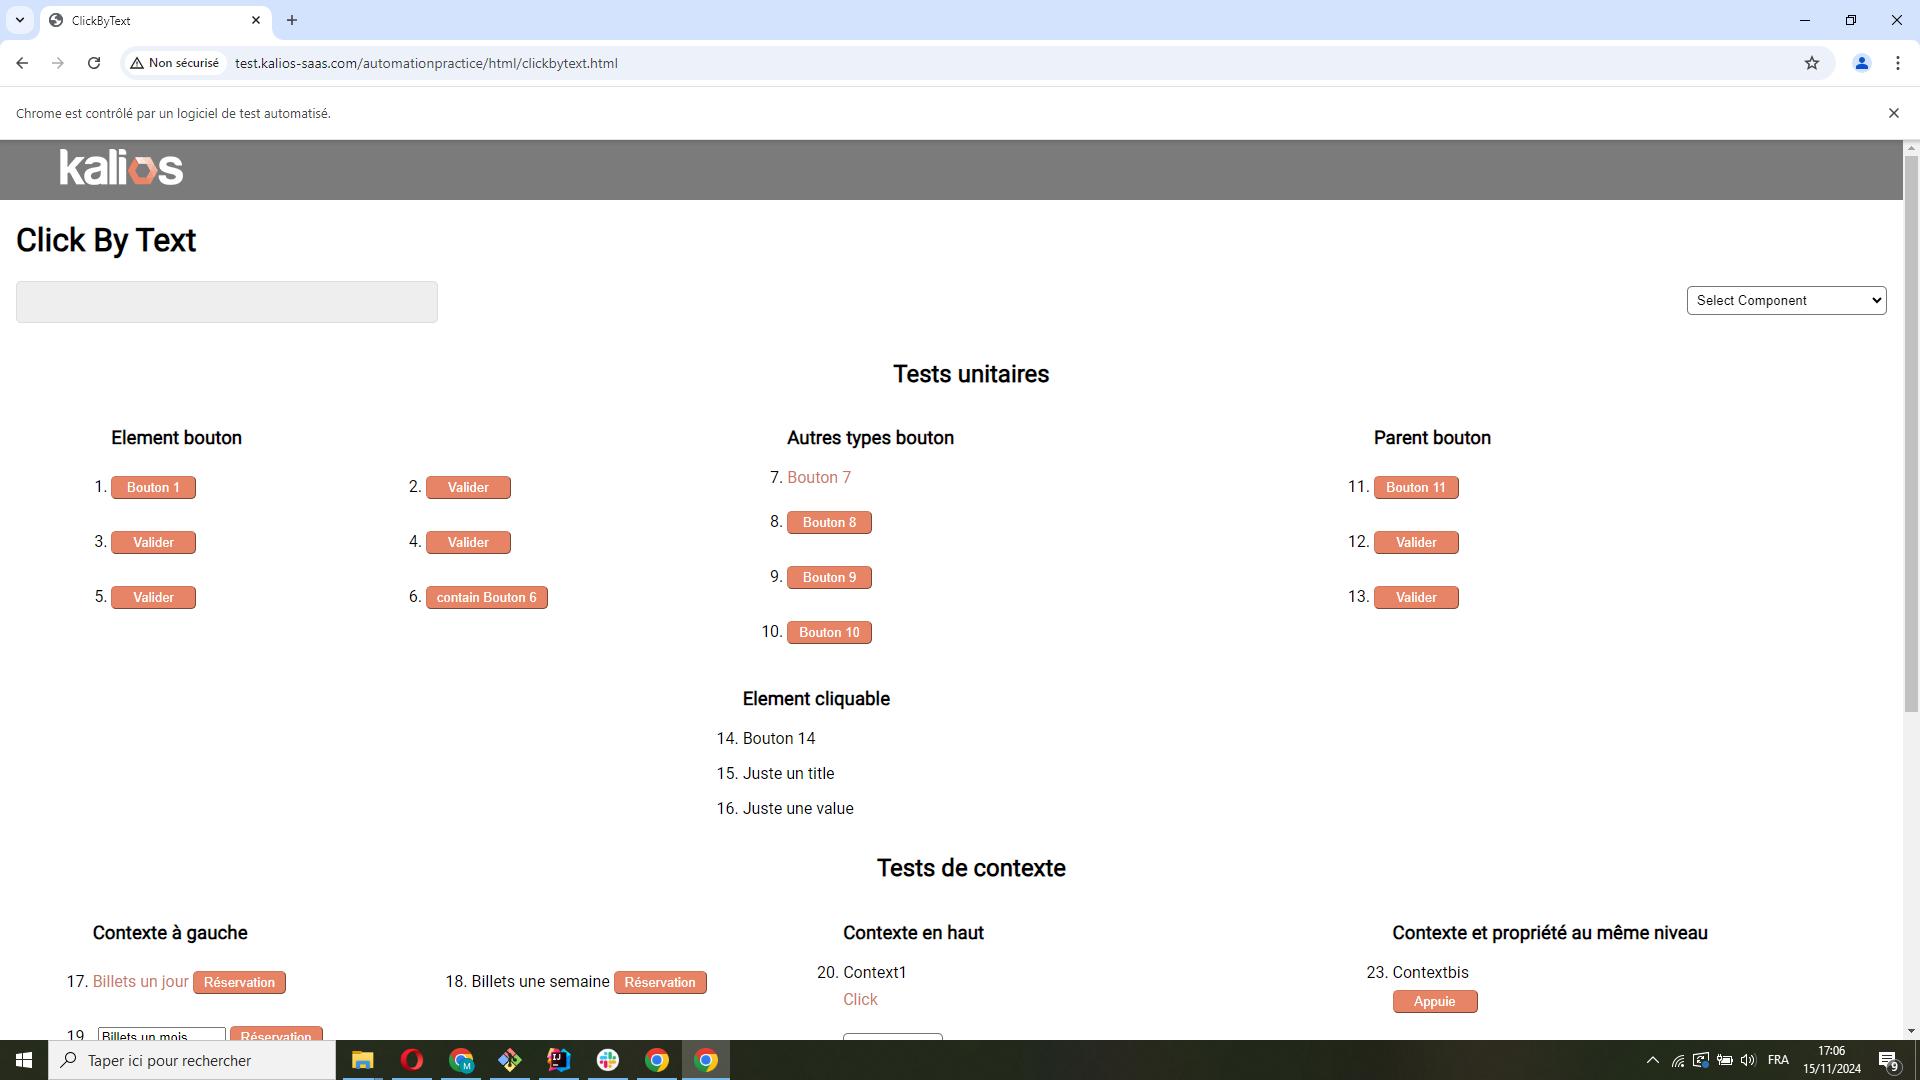 ClickByText
Non sécurisé
test.kalios-saas.com/automationpractice/html/clickbytext.html
Chrome est contrôlé par un logiciel de test automatisé.
kalios
Click By Text
Select Component
Tests unitaires
Element bouton
1. Bouton 1
2. Valider
3. Valider
4. Valider
5. Valider
6. contain Bouton 6
Autres types bouton
7. Bouton 7
8. Bouton 8
9. Bouton 9
10. Bouton 10
Parent bouton
11. Bouton 11
12. Valider
13. Valider
Element cliquable
14. Bouton 14
15. Juste un title
16. Juste une value
Tests de contexte
Contexte à gauche
17. Billets un jour Réservation
18. Billets une semaine Réservation
19. Billets un mois Réservation
Contexte en haut
20. Context1
Click
Contexte et propriété au même niveau
23. Contextbis
Appuie
Taper ici pour rechercher
M
IJ
FRA
17:06
15/11/2024
9